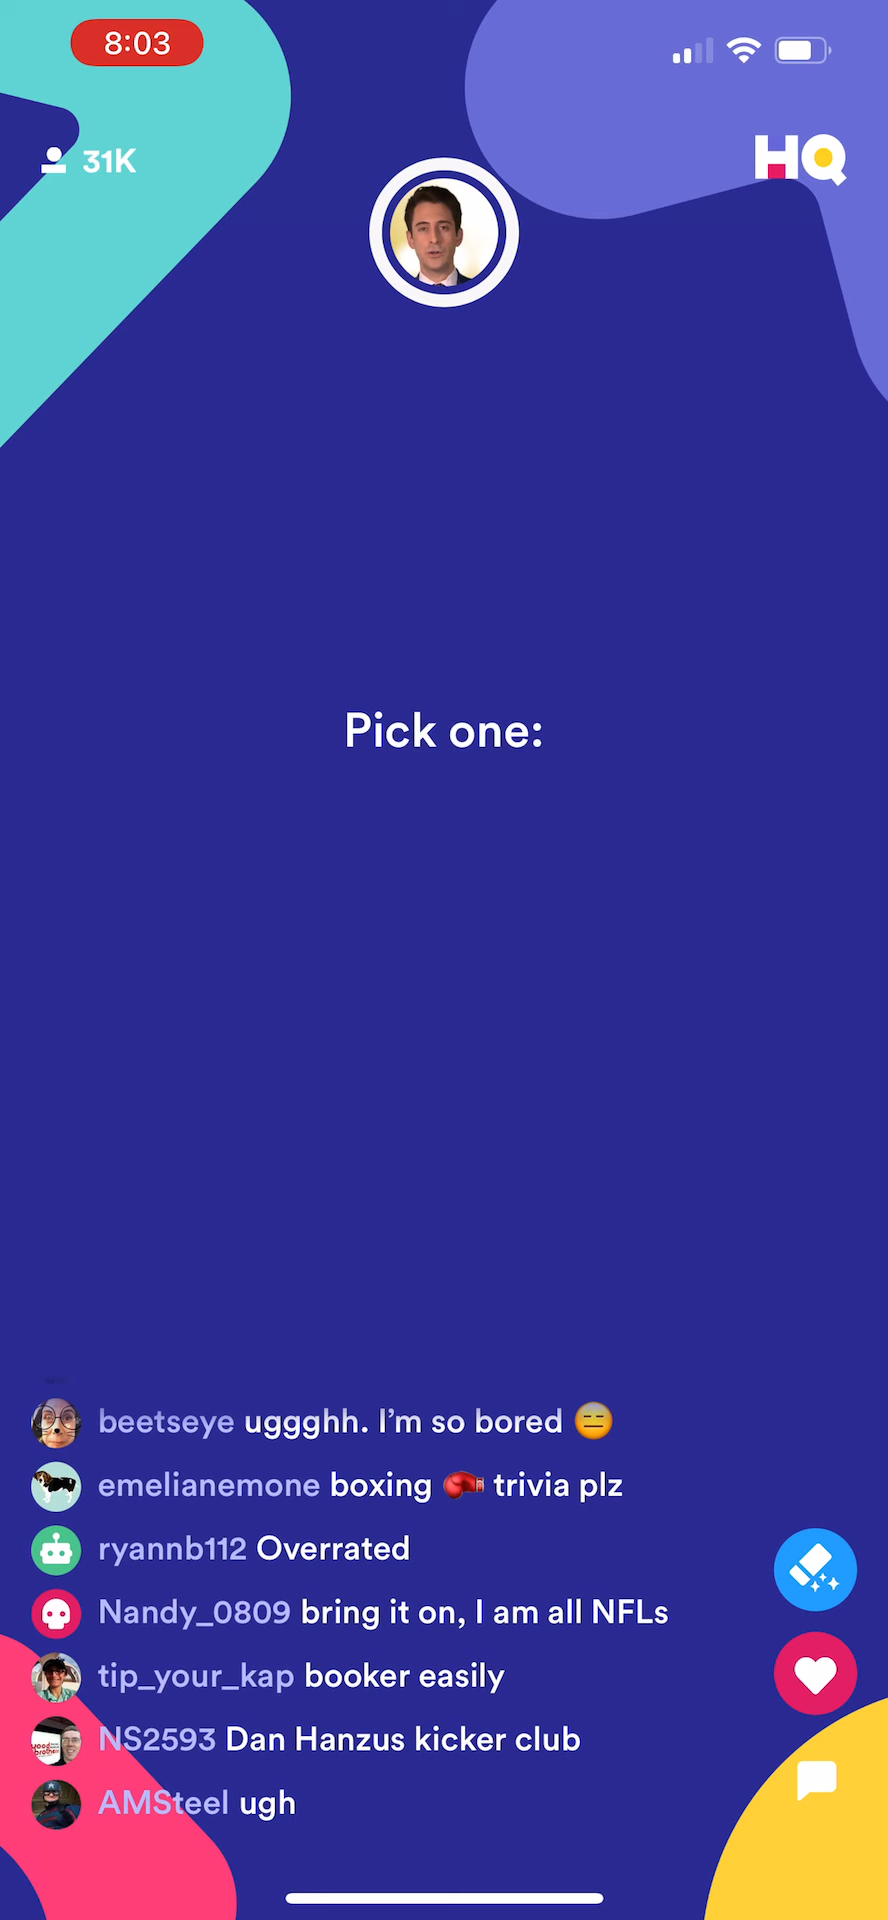 8:03
31K
HQ
Pick one:
beetseye uggghh. I'm so bored 😑
emelianemone boxing 🥊 trivia plz
ryannb112 Overrated
Nandy_0809 bring it on, I am all NFLs
tip_your_kap booker easily
NS2593 Dan Hanzus kicker club
AMSteel ugh